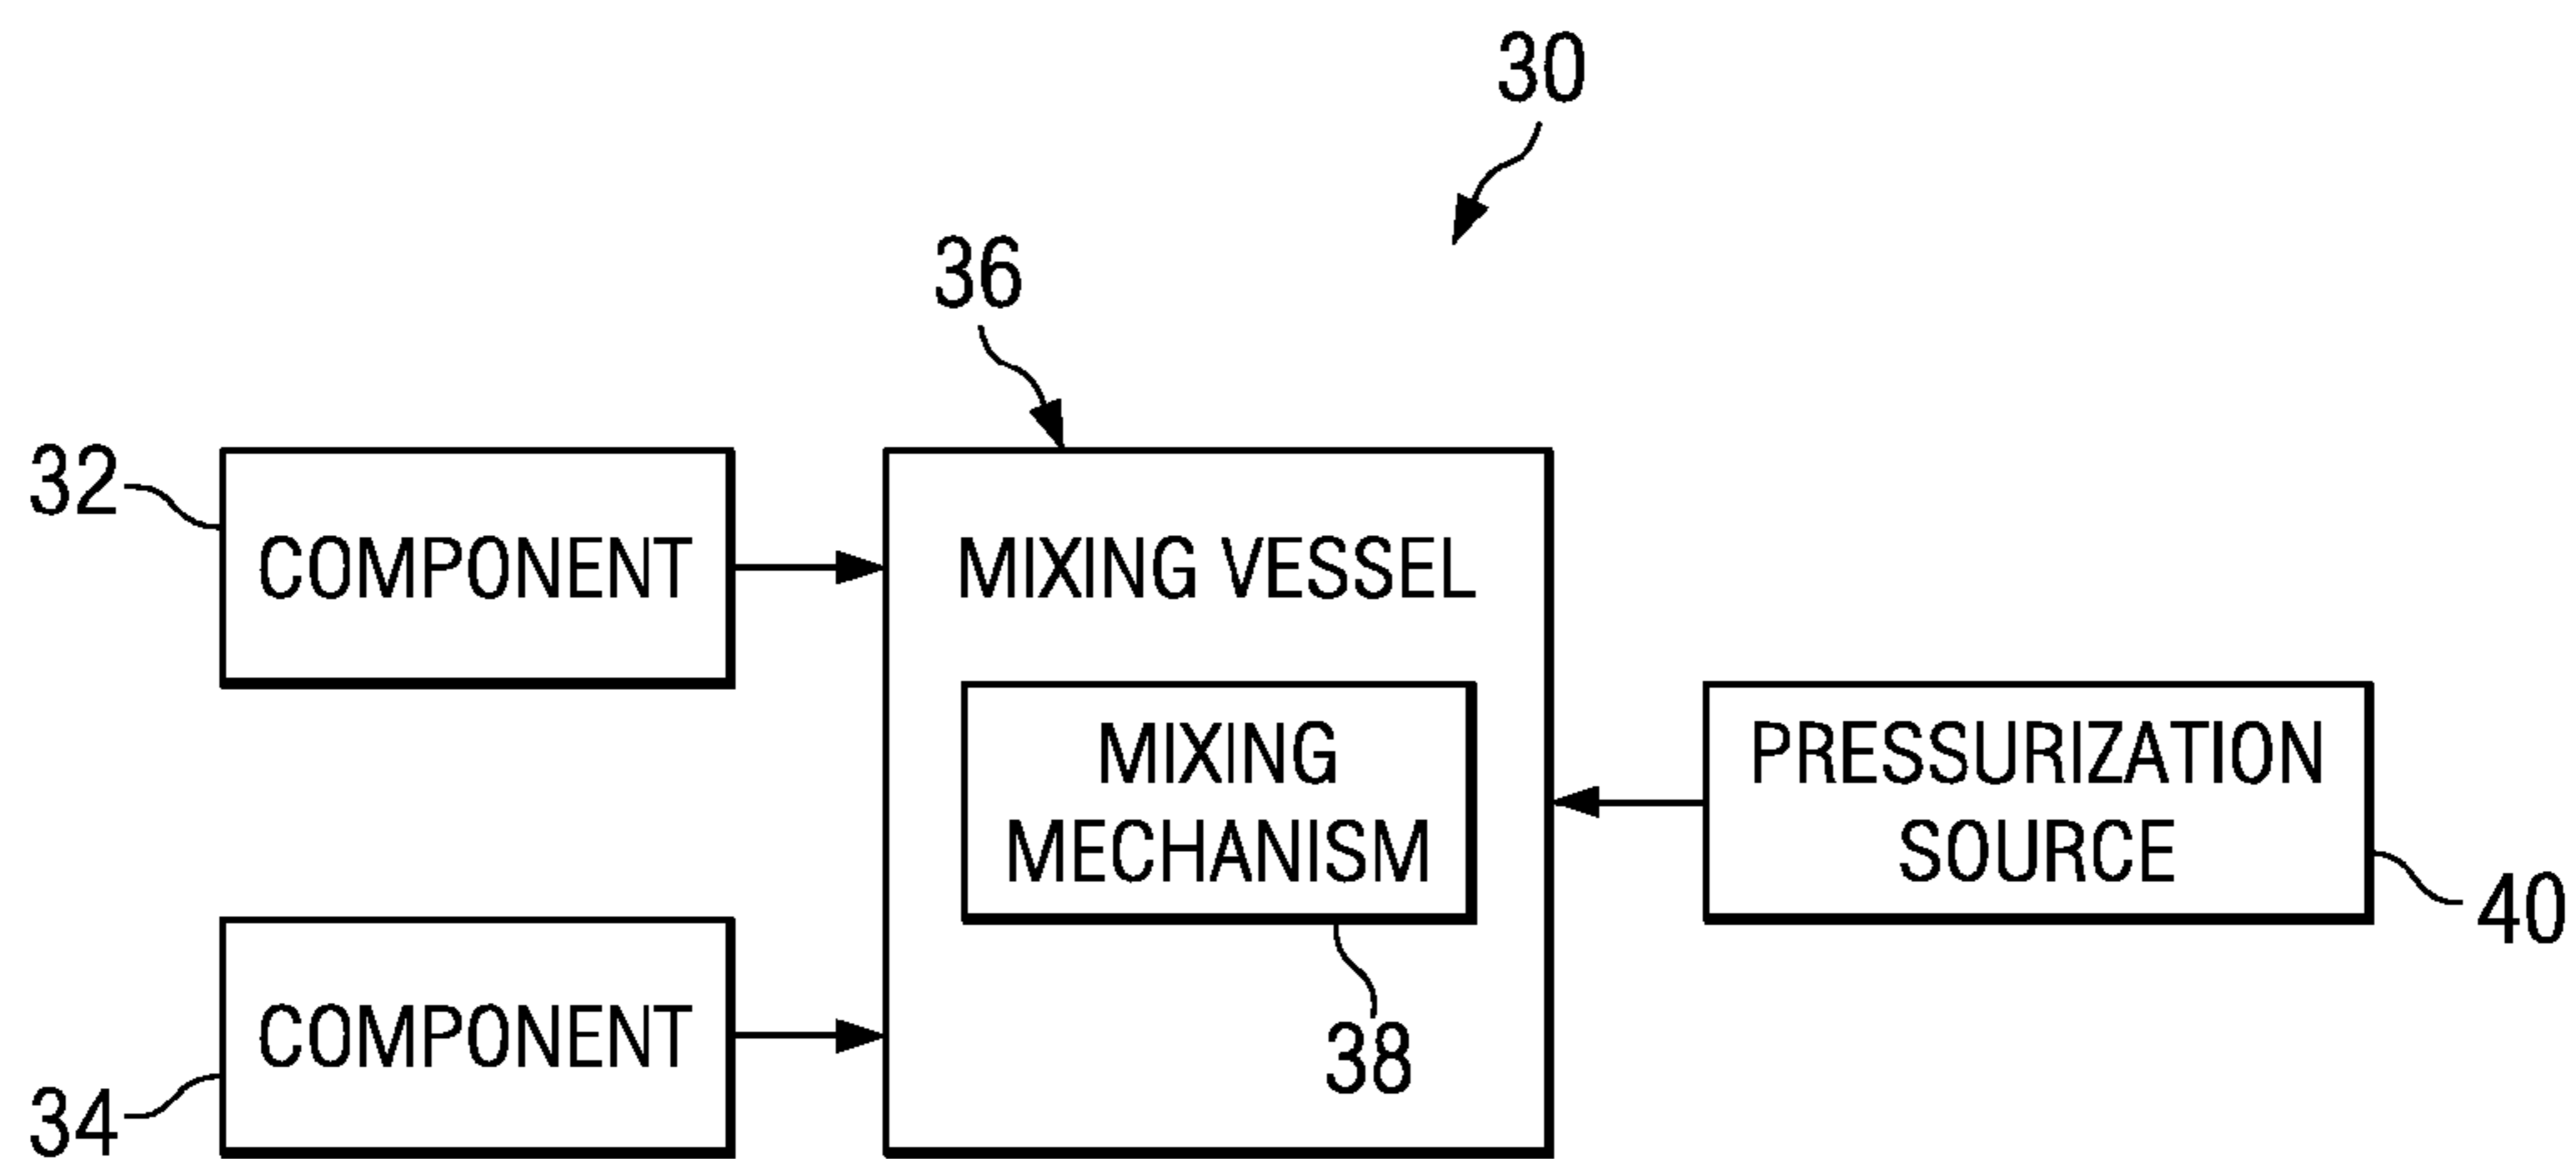 30
36
32
COMPONENT
MIXING VESSEL
MIXING
MECHANISM
PRESSURIZATION
SOURCE
40
38
COMPONENT
34